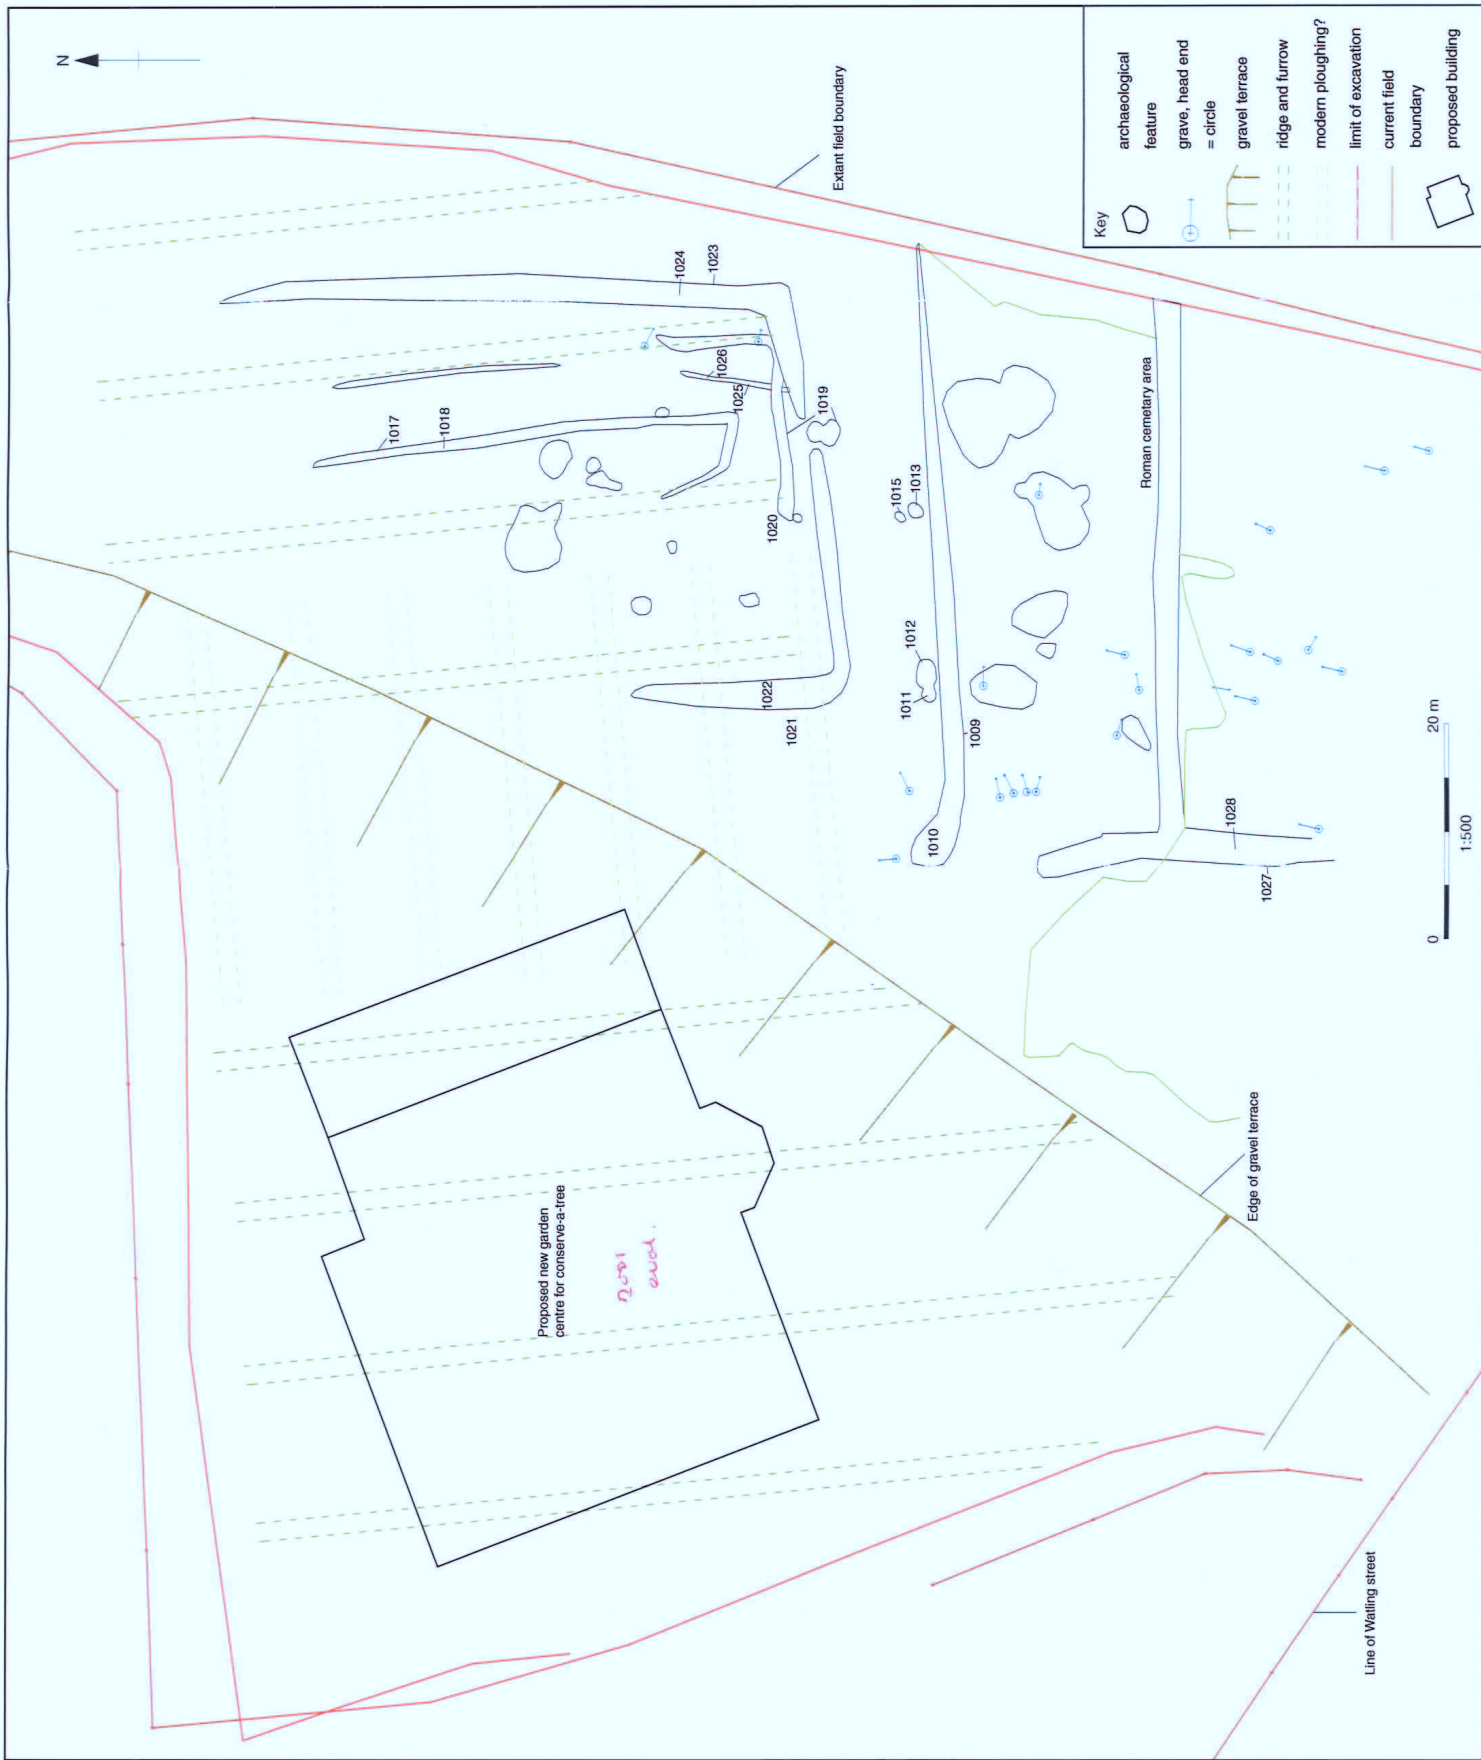 N
Extant field boundary
1024
1023
1017
1018
1026
1025
1019
1020
1022
1021
1015
1013
1012
1011
1009
1010
Roman cemetary area
1028
1027
Proposed new garden
centre for conserve-a-tree
2001
eval.
Edge of gravel terrace
Line of Watling street
0
20 m
1:500
Key
archaeological
feature
grave, head end
= circle
gravel terrace
ridge and furrow
modern ploughing?
limit of excavation
current field
boundary
proposed building